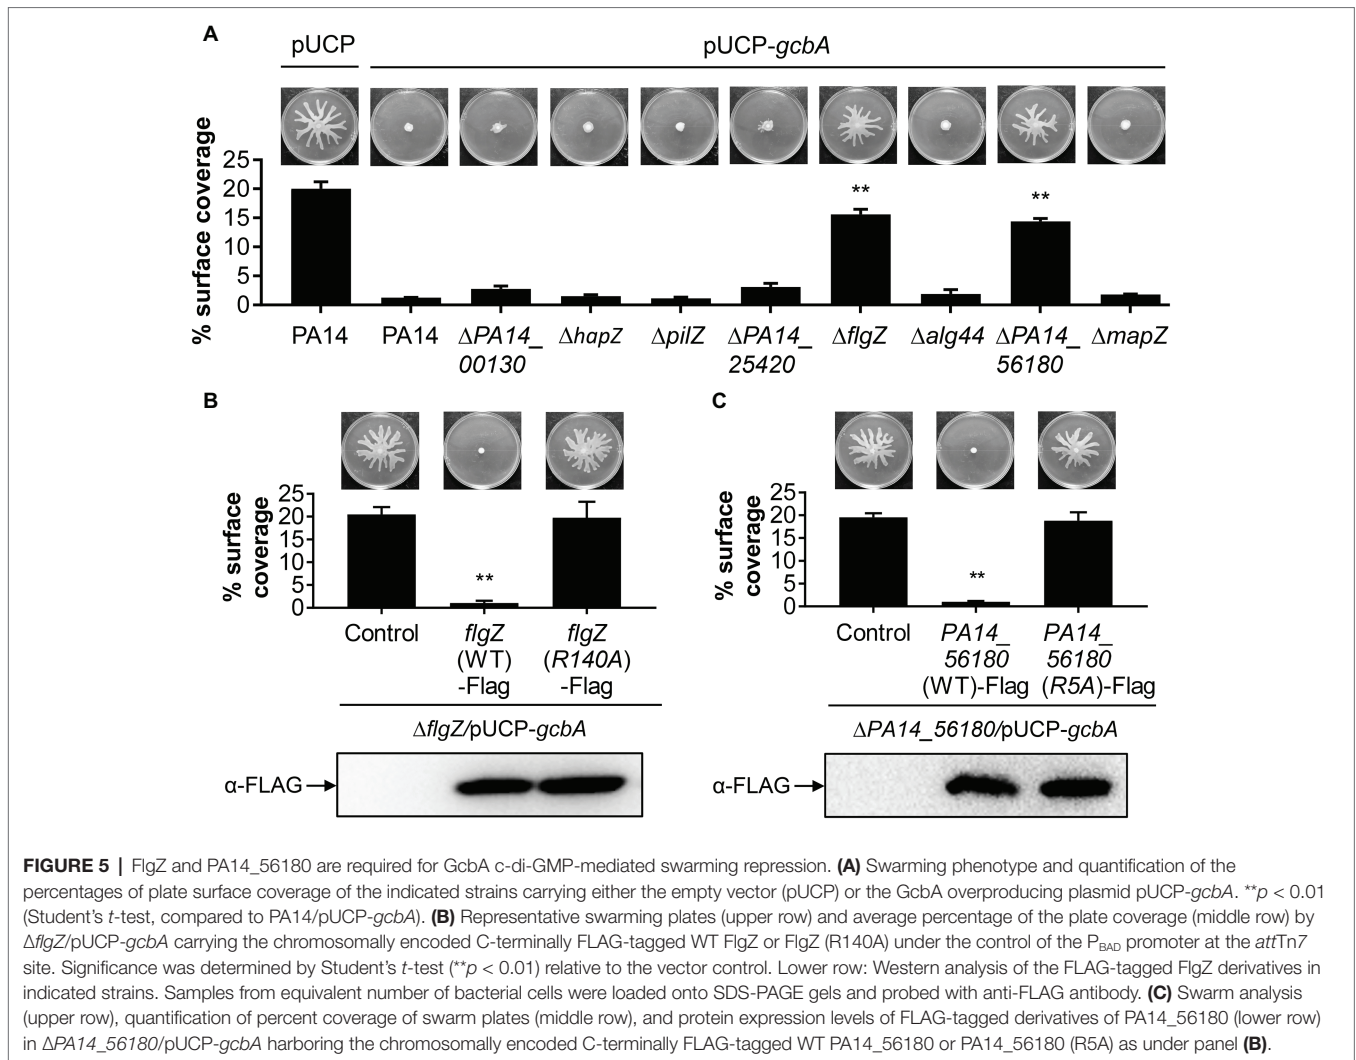 A
pUCP
pUCP-gcbA
% surface coverage
25
20
15
10
5
0
**
**
PA14
PA14
ΔPA14_
00130
ΔhapZ
ΔpilZ
ΔPA14_
25420
ΔflgZ
Δalg44
ΔPA14_
56180
ΔmapZ
B
% surface
coverage
25
20
15
10
5
0
**
Control
flgZ
(WT)
-Flag
flgZ
(R140A)
-Flag
ΔflgZ/pUCP-gcbA
α-FLAG
C
% surface
coverage
25
20
15
10
5
0
**
Control
PA14_
56180
(WT)-Flag
PA14_
56180
(R5A)-Flag
ΔPA14_56180/pUCP-gcbA
α-FLAG
FIGURE 5 | FlgZ and PA14_56180 are required for GcbA c-di-GMP-mediated swarming repression. (A) Swarming phenotype and quantification of the
percentages of plate surface coverage of the indicated strains carrying either the empty vector (pUCP) or the GcbA overproducing plasmid pUCP-gcbA. **p < 0.01
(Student's t-test, compared to PA14/pUCP-gcbA). (B) Representative swarming plates (upper row) and average percentage of the plate coverage (middle row) by
ΔflgZ/pUCP-gcbA carrying the chromosomally encoded C-terminally FLAG-tagged WT FlgZ or FlgZ (R140A) under the control of the PBAD promoter at the attTn7
site. Significance was determined by Student's t-test (**p < 0.01) relative to the vector control. Lower row: Western analysis of the FLAG-tagged FlgZ derivatives in
indicated strains. Samples from equivalent number of bacterial cells were loaded onto SDS-PAGE gels and probed with anti-FLAG antibody. (C) Swarm analysis
(upper row), quantification of percent coverage of swarm plates (middle row), and protein expression levels of FLAG-tagged derivatives of PA14_56180 (lower row)
in ΔPA14_56180/pUCP-gcbA harboring the chromosomally encoded C-terminally FLAG-tagged WT PA14_56180 or PA14_56180 (R5A) as under panel (B).